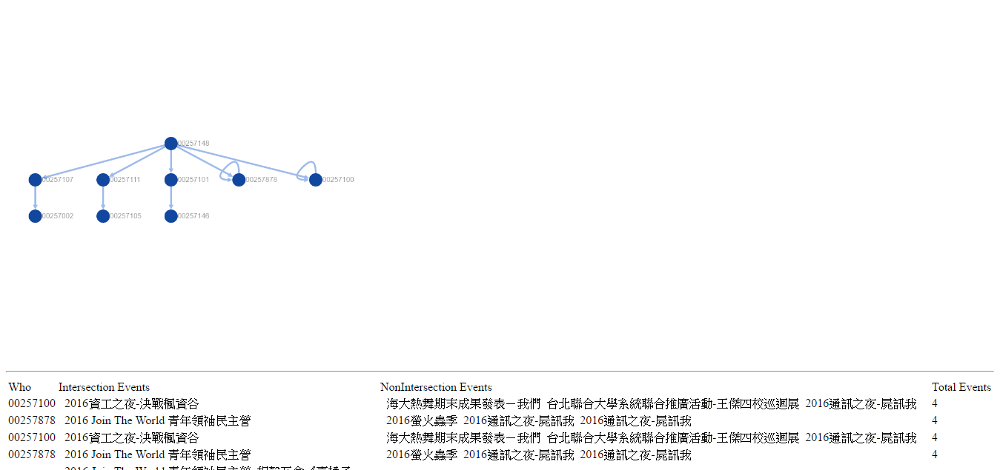 00257148
00257107 00257111 00257101 00257878 00257100
00257002 00257105 00257146
Who Intersection Events NonIntersection Events Total Events
00257100 2016資工之夜-決戰楓資谷 海大熱舞期末成果發表－我們 台北聯合大學系統聯合推廣活動-王傑四校巡迴展 2016通訊之夜-屍訊我 4
00257878 2016 Join The World 青年領袖民主營 2016螢火蟲季 2016通訊之夜-屍訊我 2016通訊之夜-屍訊我 4
00257100 2016資工之夜-決戰楓資谷 海大熱舞期末成果發表－我們 台北聯合大學系統聯合推廣活動-王傑四校巡迴展 2016通訊之夜-屍訊我 4
00257878 2016 Join The World 青年領袖民主營 2016螢火蟲季 2016通訊之夜-屍訊我 2016通訊之夜-屍訊我 4
2016 Join The World 青年領袖民主營